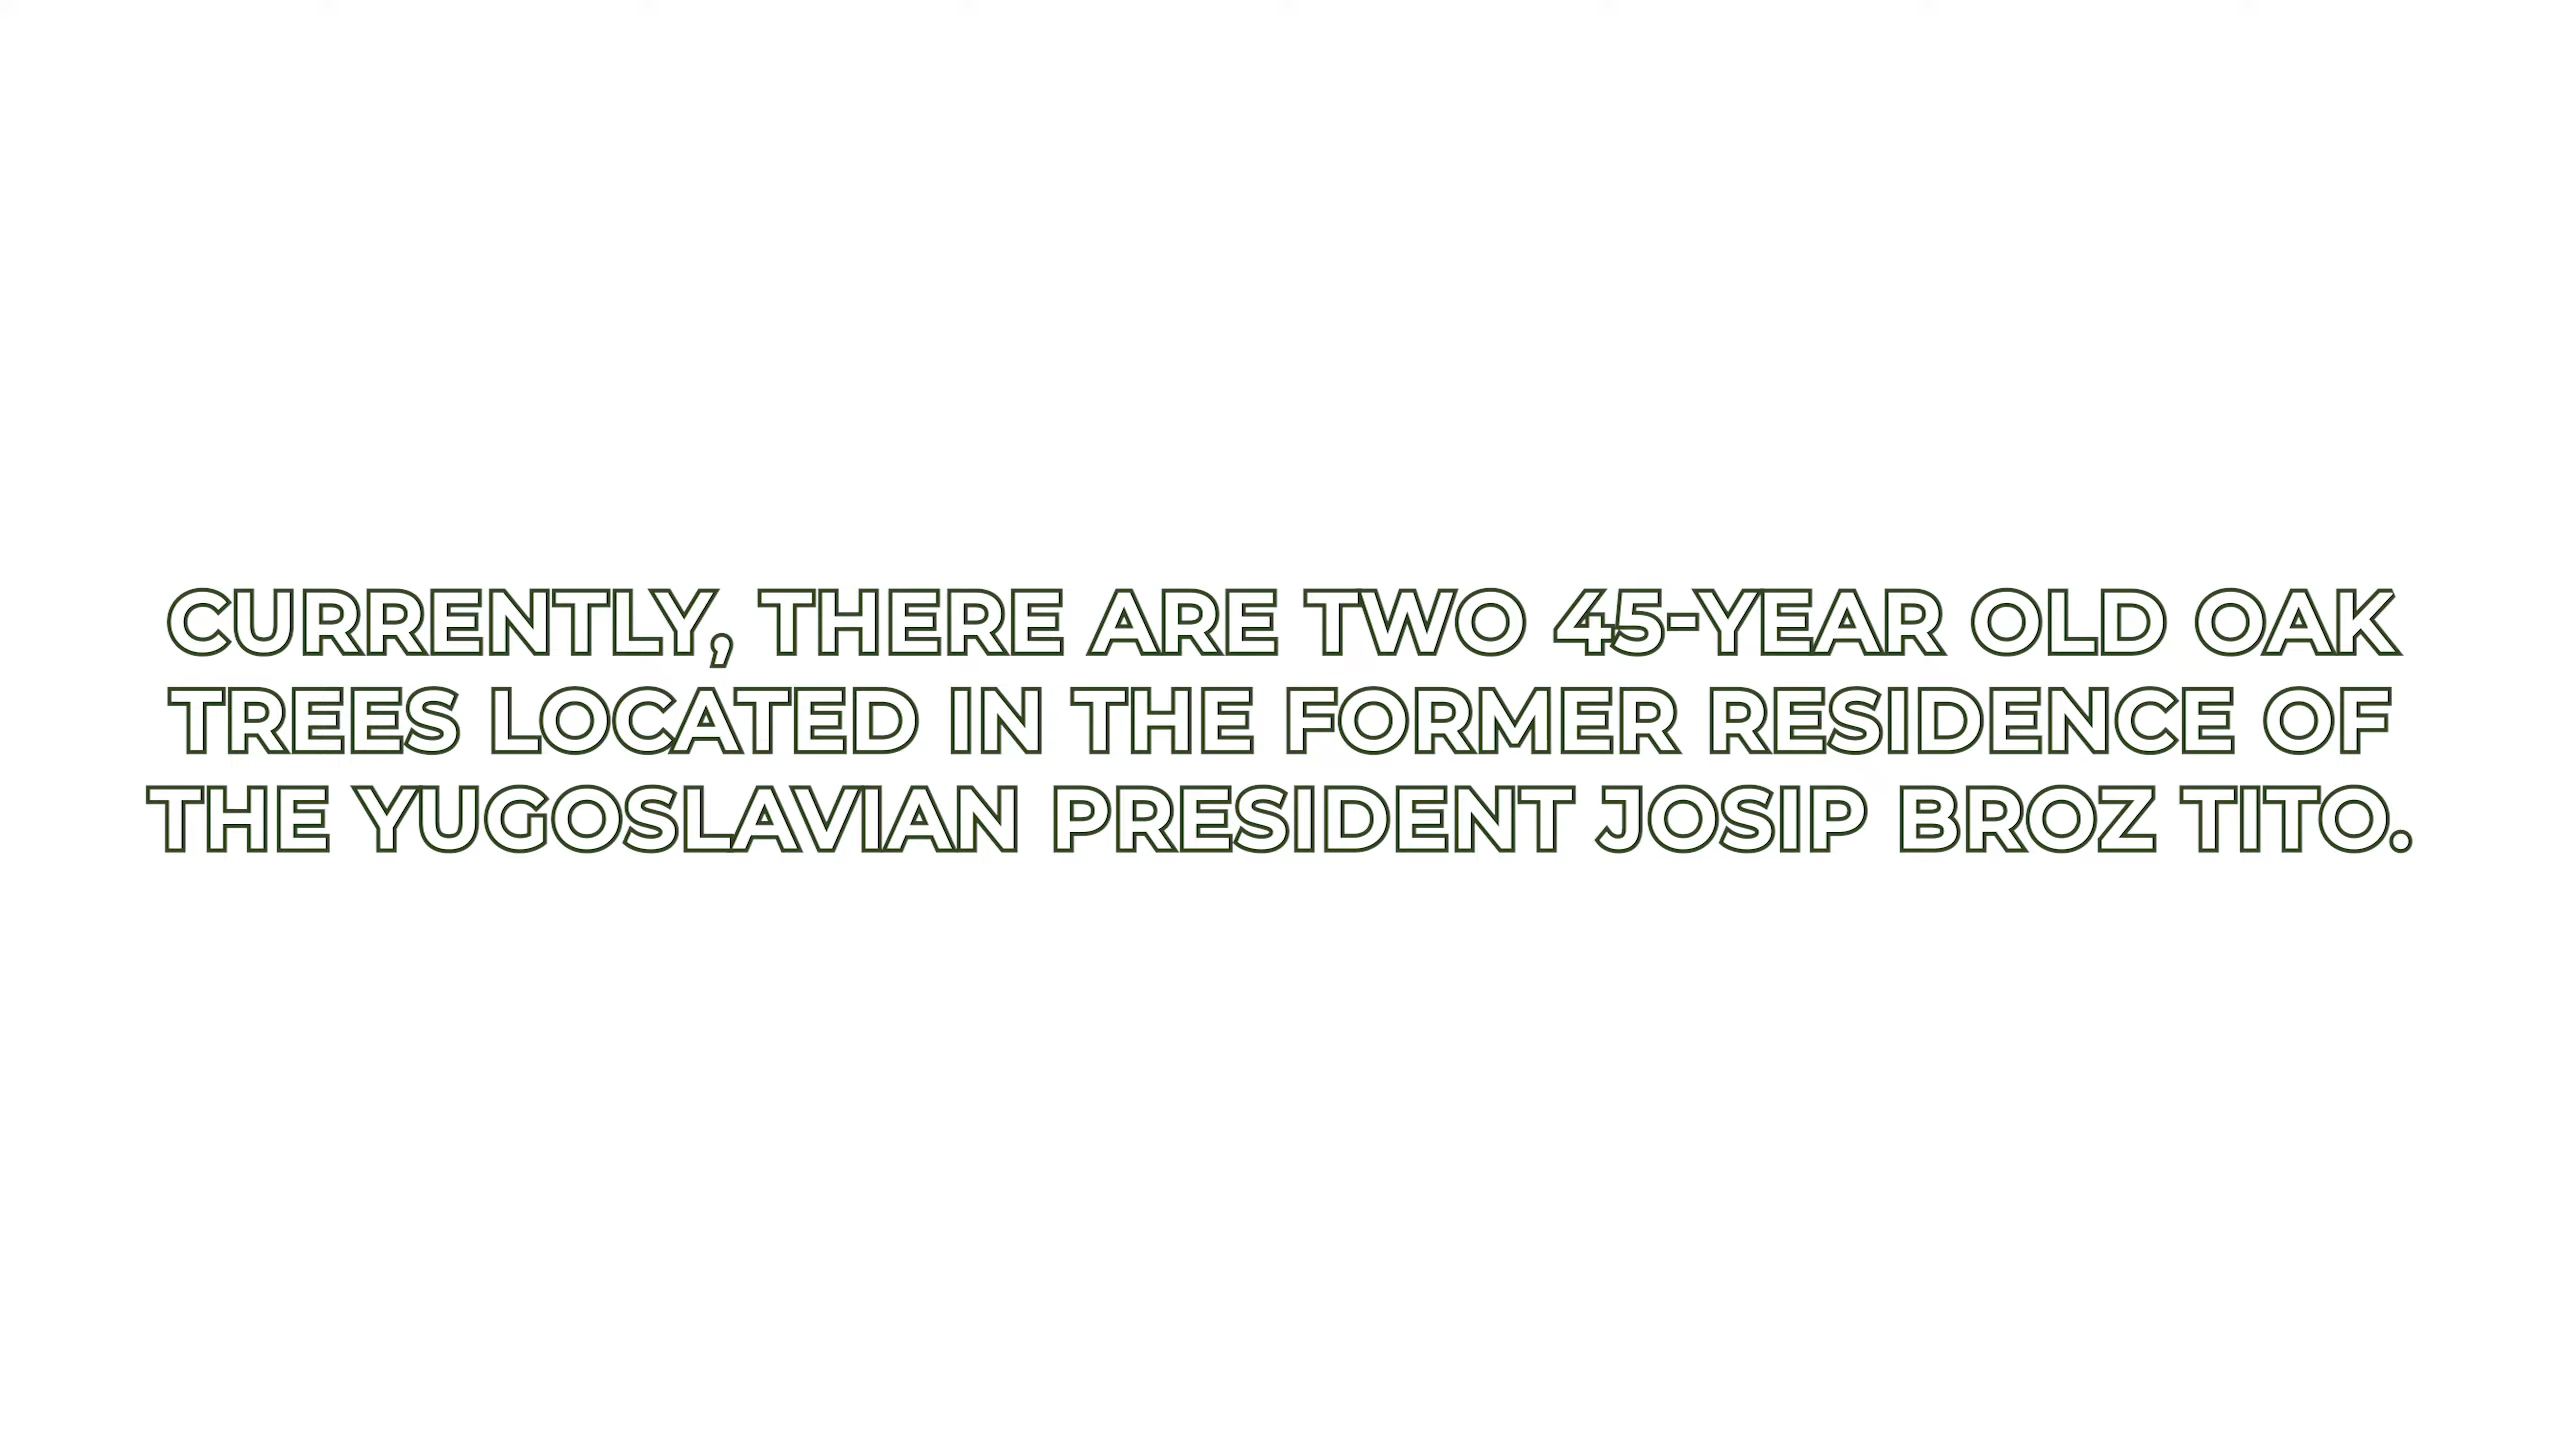 CURRENTLY, THERE ARE TWO 45-YEAR OLD OAK
TREES LOCATED IN THE FORMER RESIDENCE OF
THE YUGOSLAVIAN PRESIDENT JOSIP BROZ TITO.